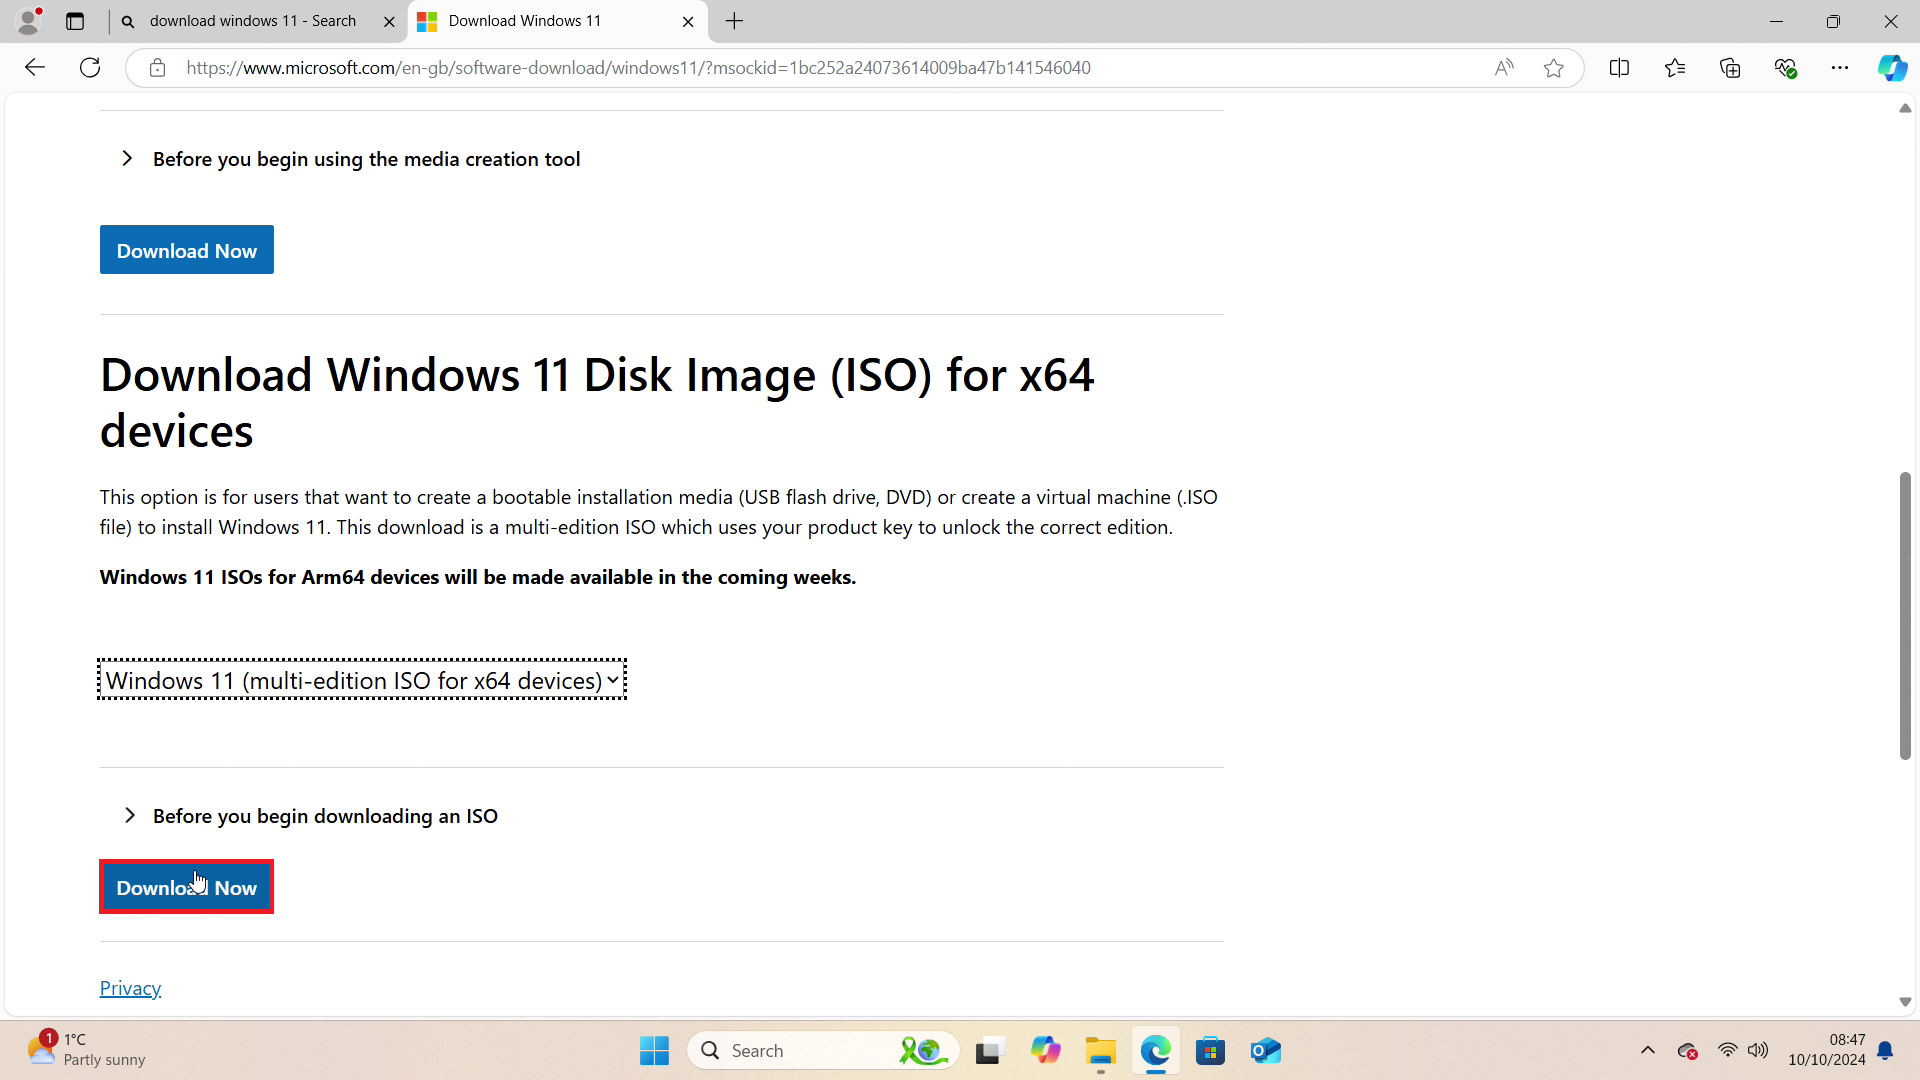 download windows 11 - Search
Download Windows 11
https://www.microsoft.com/en-gb/software-download/windows11/?msockid=1bc252a24073614009ba47b141546040
Before you begin using the media creation tool
Download Now
Download Windows 11 Disk Image (ISO) for x64
devices
This option is for users that want to create a bootable installation media (USB flash drive, DVD) or create a virtual machine (.ISO
file) to install Windows 11. This download is a multi-edition ISO which uses your product key to unlock the correct edition.
Windows 11 ISOs for Arm64 devices will be made available in the coming weeks.
Windows 11 (multi-edition ISO for x64 devices)
Before you begin downloading an ISO
Download Now
Privacy
1
1°C
Partly sunny
Search
08:47
10/10/2024